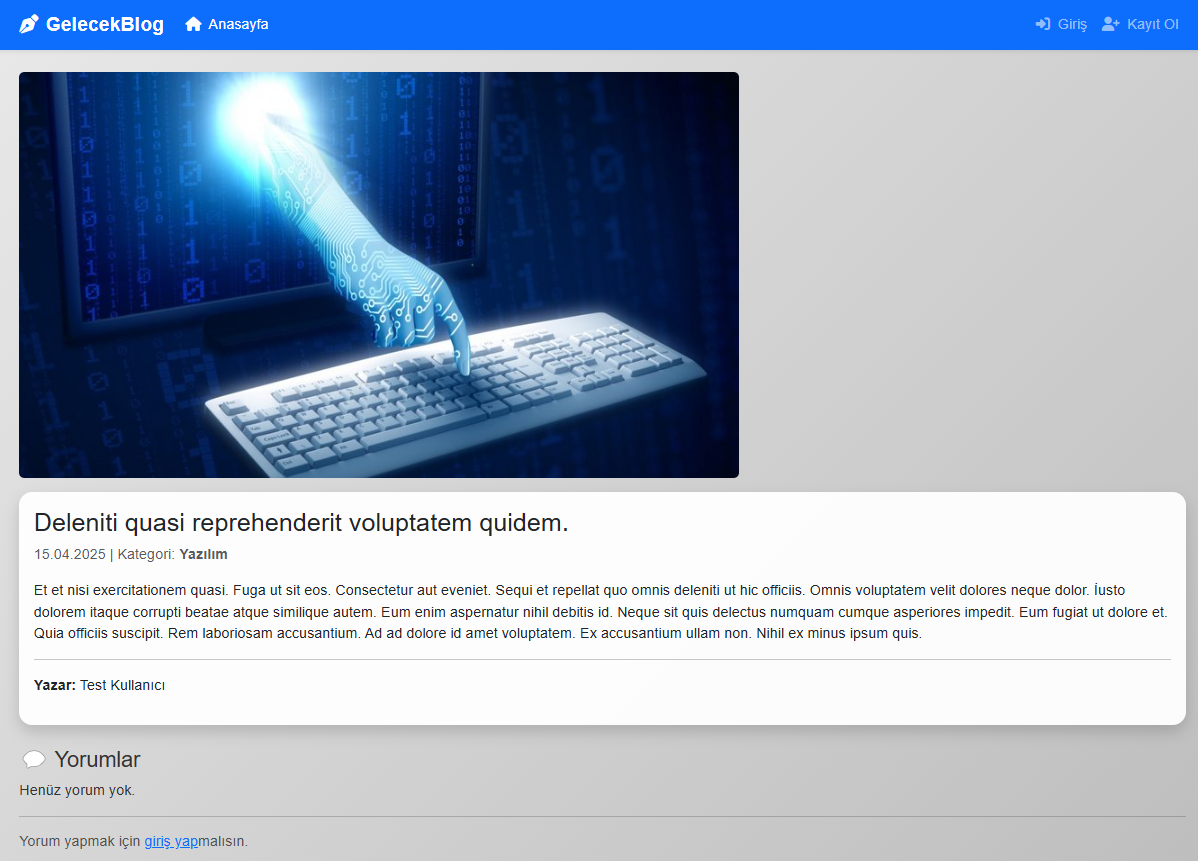 GelecekBlog Anasayfa Giriş Kayıt Ol
Deleniti quasi reprehenderit voluptatem quidem.
15.04.2025 | Kategori: Yazılım
Et et nisi exercitationem quasi. Fuga ut sit eos. Consectetur aut eveniet. Sequi et repellat quo omnis deleniti ut hic officiis. Omnis voluptatem velit dolores neque dolor. İusto
dolorem itaque corrupti beatae atque similique autem. Eum enim aspernatur nihil debitis id. Neque sit quis delectus numquam cumque asperiores impedit. Eum fugiat ut dolore et.
Quia officiis suscipit. Rem laboriosam accusantium. Ad ad dolore id amet voluptatem. Ex accusantium ullam non. Nihil ex minus ipsum quis.
Yazar: Test Kullanıcı
Yorumlar
Henüz yorum yok.
Yorum yapmak için giriş yapmalısın.